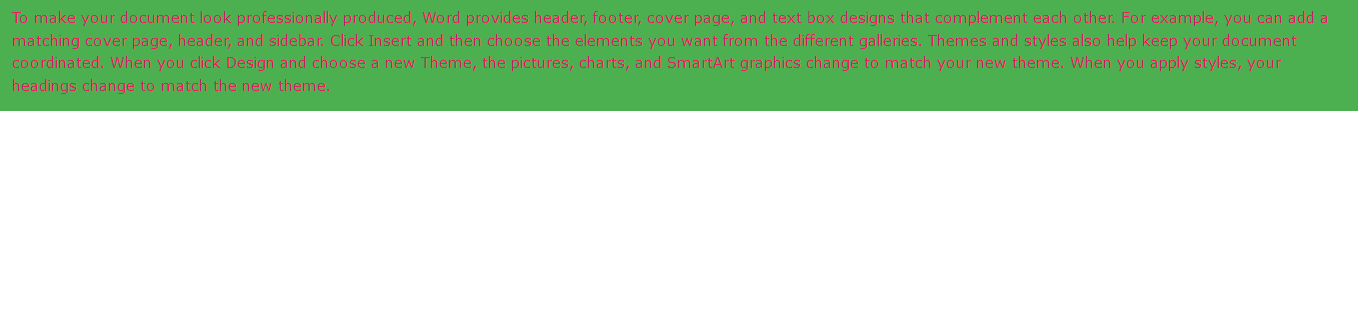 To make your document look professionally produced, Word provides header, footer, cover page, and text box designs that complement each other. For example, you can add a
matching cover page, header, and sidebar. Click Insert and then choose the elements you want from the different galleries. Themes and styles also help keep your document
coordinated. When you click Design and choose a new Theme, the pictures, charts, and SmartArt graphics change to match your new theme. When you apply styles, your
headings change to match the new theme.